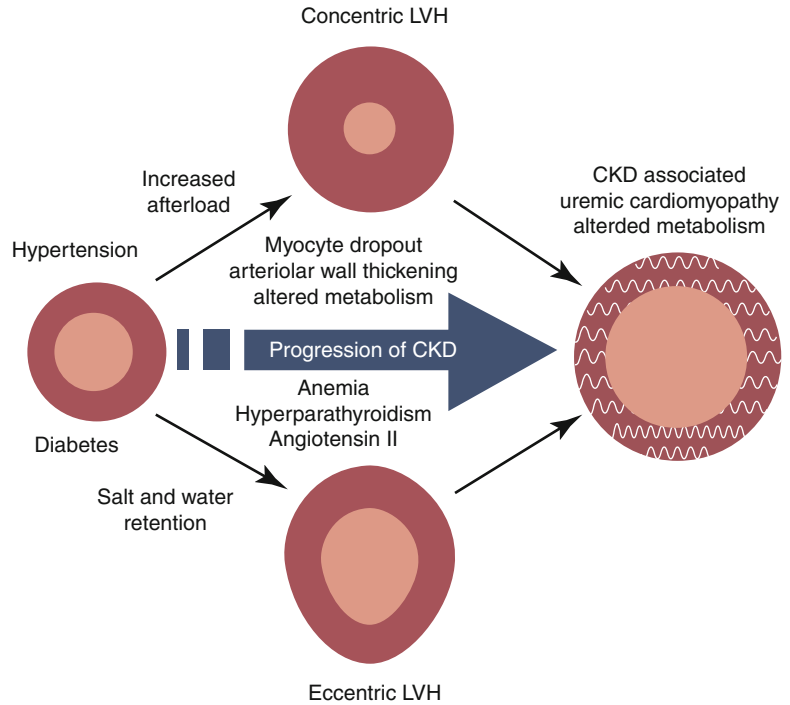 Concentric LVH
Increased
afterload
CKD associated
uremic cardiomyopathy
alterded metabolism
Hypertension
Myocyte dropout
arteriolar wall thickening
altered metabolism
Progression of CKD
Anemia
Hyperparathyroidism
Angiotensin II
Diabetes
Salt and water
retention
Eccentric LVH